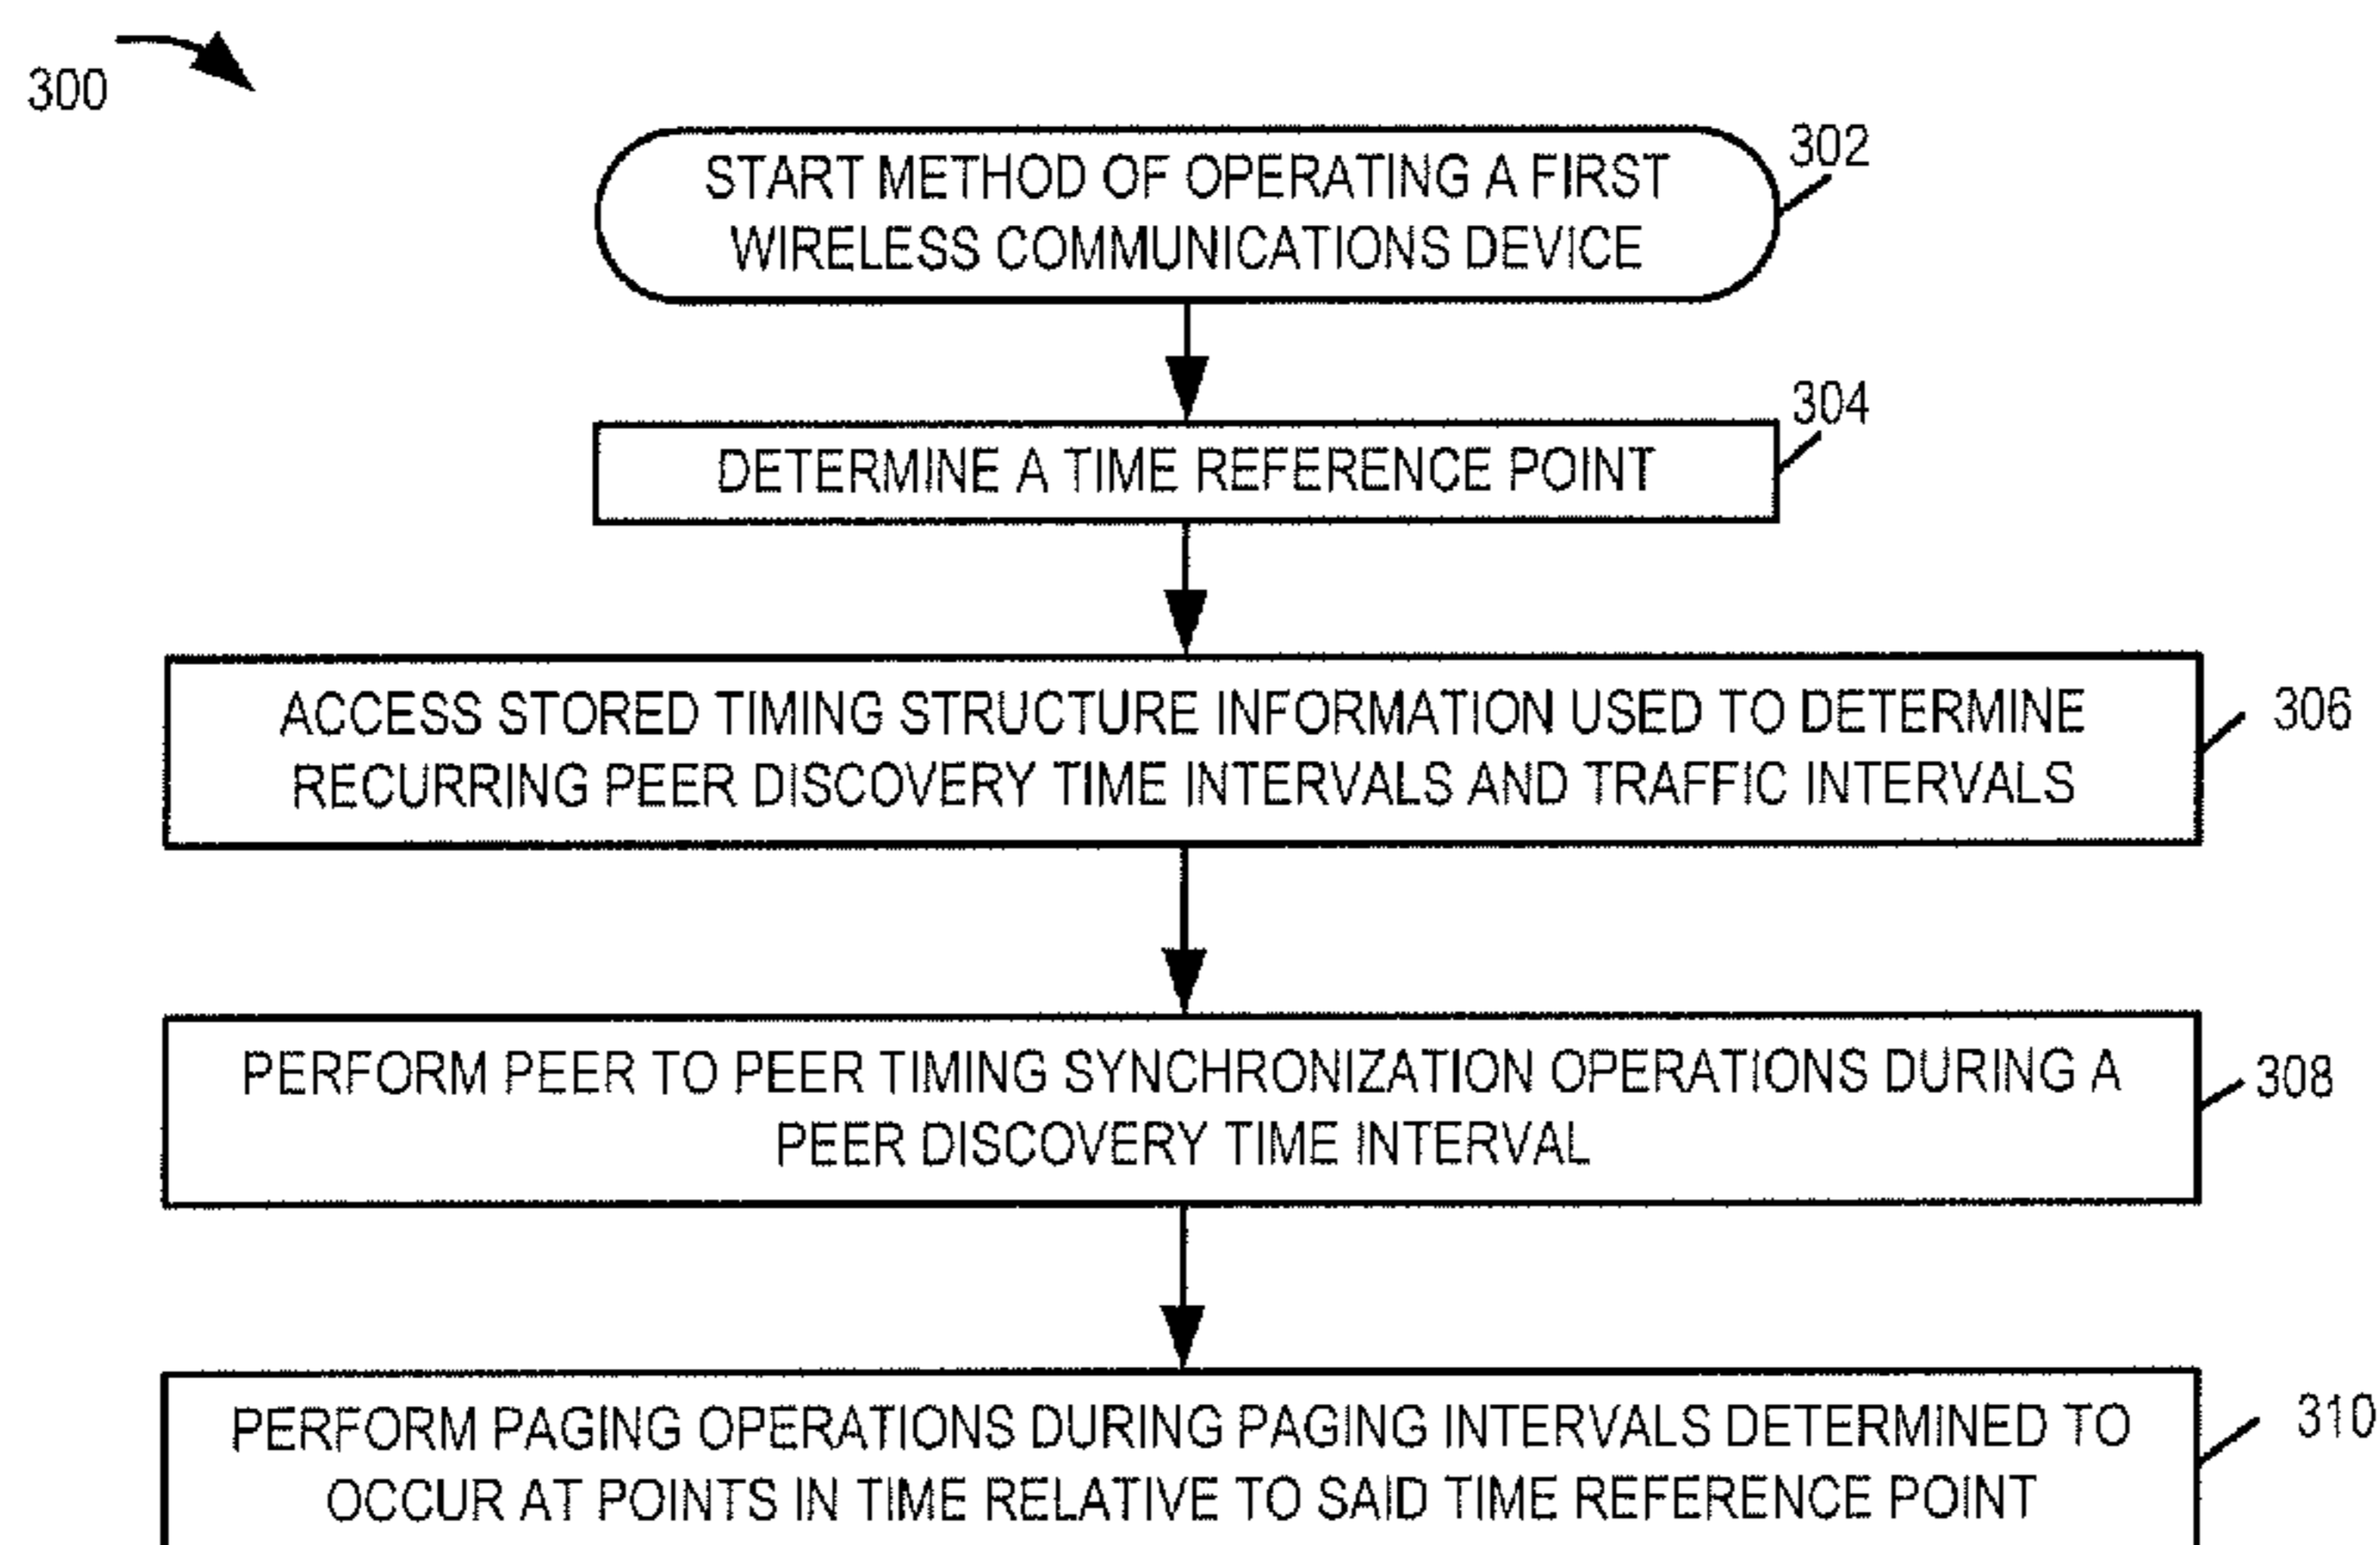 300
302
START METHOD OF OPERATING A FIRST
WIRELESS COMMUNICATIONS DEVICE
304
DETERMINE A TIME REFERENCE POINT
306
ACCESS STORED TIMING STRUCTURE INFORMATION USED TO DETERMINE
RECURRING PEER DISCOVERY TIME INTERVALS AND TRAFFIC INTERVALS
308
PERFORM PEER TO PEER TIMING SYNCHRONIZATION OPERATIONS DURING A
PEER DISCOVERY TIME INTERVAL
310
PERFORM PAGING OPERATIONS DURING PAGING INTERVALS DETERMINED TO
OCCUR AT POINTS IN TIME RELATIVE TO SAID TIME REFERENCE POINT